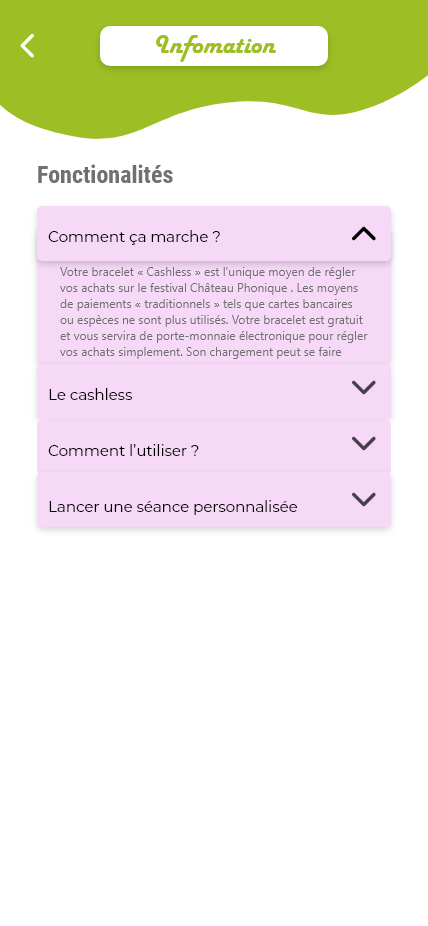 Infomation
Fonctionalités
Comment ça marche ?
Votre bracelet « Cashless » est l'unique moyen de régler
vos achats sur le festival Château Phonique . Les moyens
de paiements « traditionnels » tels que cartes bancaires
ou espèces ne sont plus utilisés. Votre bracelet est gratuit
et vous servira de porte-monnaie électronique pour régler
vos achats simplement. Son chargement peut se faire
Le cashless
Comment l'utiliser ?
Lancer une séance personnalisée